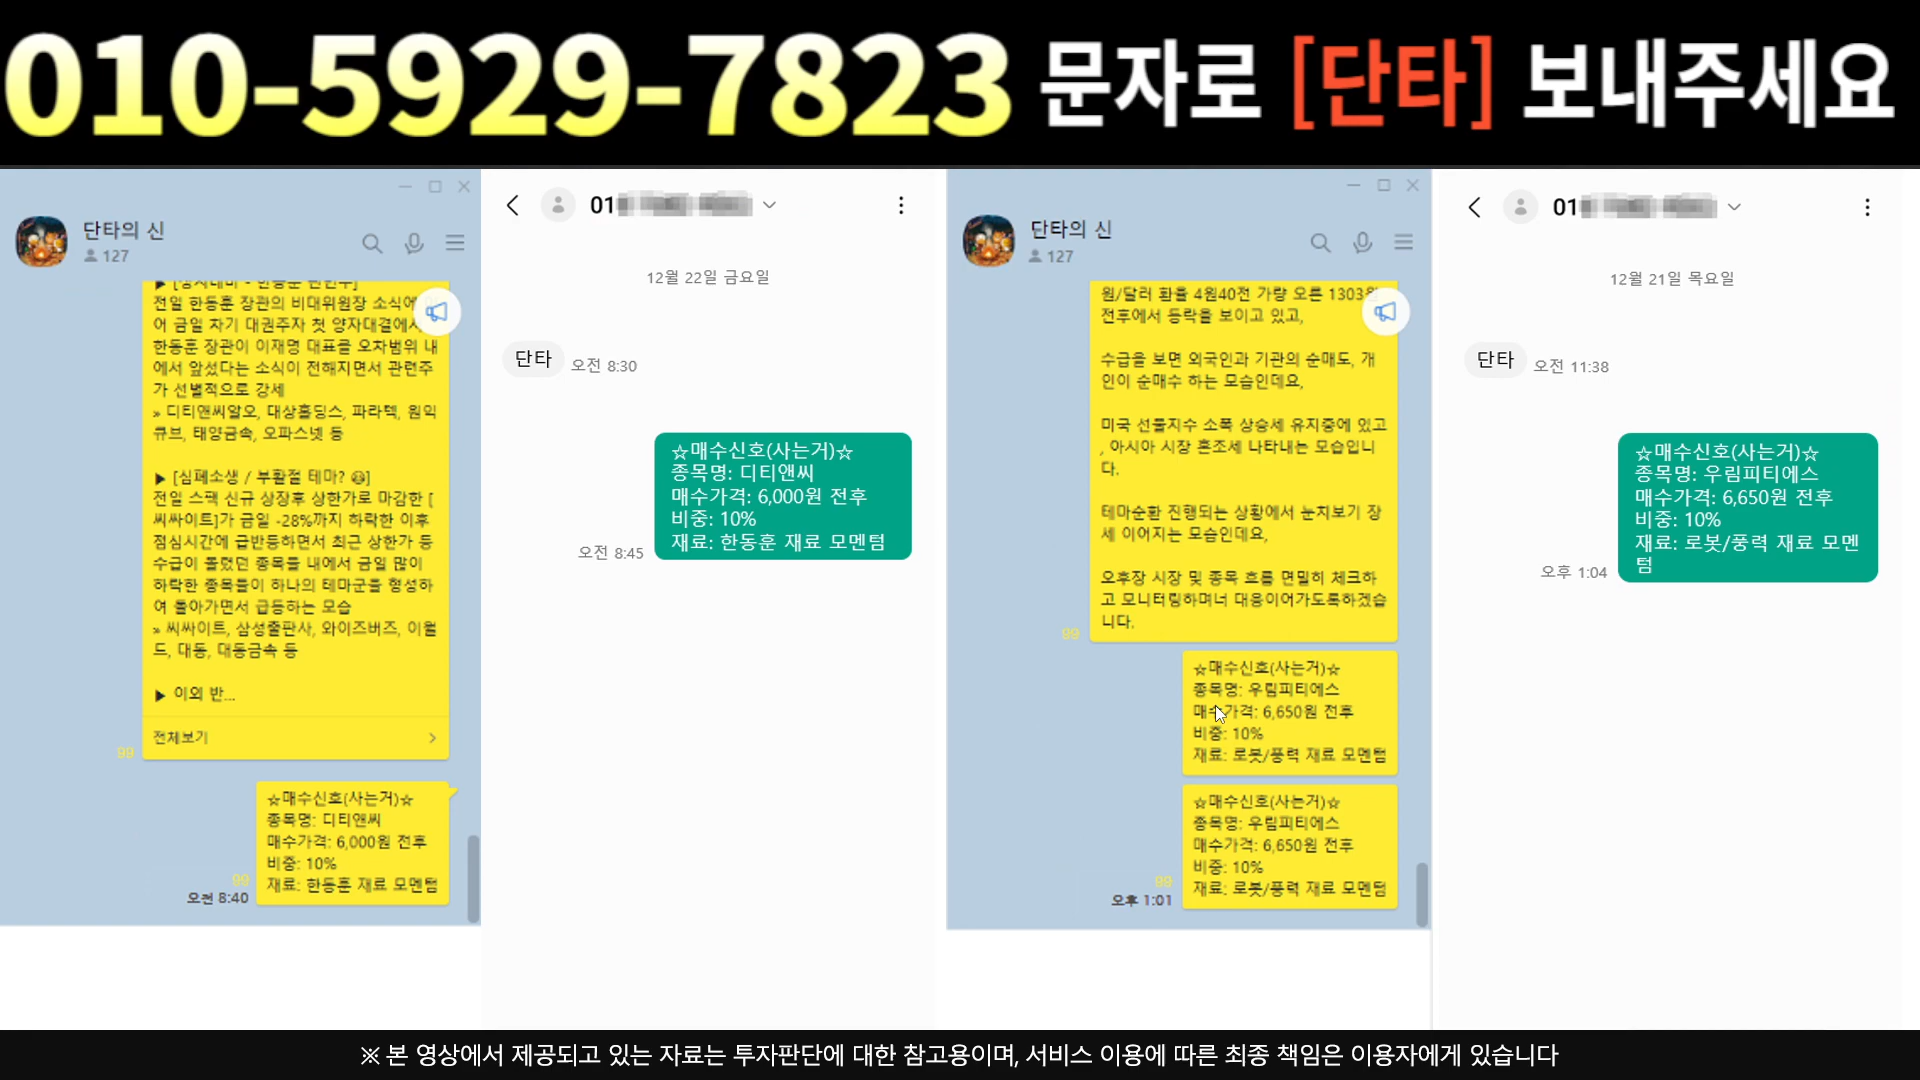 010-5929-7823 문자로 [단타] 보내주세요
단타의 신
127
전일 한동훈 장관의 비대위원장 소식에
어 금일 차기 대권주자 첫 양자대결에서
한동훈 장관이 이재명 대표를 오차범위 내
에서 앞섰다는 소식이 전해지면서 관련주
가 선별적으로 강세
» 디티앤씨알오, 대상홀딩스, 파라텍, 원익
큐브, 태양금속, 오파스넷 등
▶ [심폐소생 / 부활절 테마? 😂]
전일 스팩 신규 상장후 상한가로 마감한 [
씨싸이트]가 금일 -28%까지 하락한 이후
점심시간에 급반등하면서 최근 상한가 등
수급이 몰렸던 종목들 내에서 금일 많이
하락한 종목들이 하나의 테마군을 형성하
여 돌아가면서 급등하는 모습
» 씨싸이트, 삼성출판사, 와이즈버즈, 이월
드, 대동, 대동금속 등
▶ 이외 반...
전체보기
99
☆매수신호(사는거)☆
종목명: 디티앤씨
매수가격: 6,000원 전후
비중: 10%
재료: 한동훈 재료 모멘텀
99
오전 8:40
01
12월 22일 금요일
단타
오전 8:30
☆매수신호(사는거)☆
종목명: 디티앤씨
매수가격: 6,000원 전후
비중: 10%
재료: 한동훈 재료 모멘텀
오전 8:45
단타의 신
127
원/달러 환율 4원40전 가량 오른 1303원
전후에서 등락을 보이고 있고,
수급을 보면 외국인과 기관의 순매도, 개
인이 순매수 하는 모습인데요,
미국 선물지수 소폭 상승세 유지중에 있고
, 아시아 시장 혼조세 나타내는 모습입니
다.
테마순환 진행되는 상황에서 눈치보기 장
세 이어지는 모습인데요,
오후장 시장 및 종목 흐름 면밀히 체크하
고 모니터링하며너 대응이어가도록하겠습
니다.
99
☆매수신호(사는거)☆
종목명: 우림피티에스
매수가격: 6,650원 전후
비중: 10%
재료: 로봇/풍력 재료 모멘텀
☆매수신호(사는거)☆
종목명: 우림피티에스
매수가격: 6,650원 전후
비중: 10%
재료: 로봇/풍력 재료 모멘텀
99
오후 1:01
01
12월 21일 목요일
단타
오전 11:38
☆매수신호(사는거)☆
종목명: 우림피티에스
매수가격: 6,650원 전후
비중: 10%
재료: 로봇/풍력 재료 모멘
텀
오후 1:04
※ 본 영상에서 제공되고 있는 자료는 투자판단에 대한 참고용이며, 서비스 이용에 따른 최종 책임은 이용자에게 있습니다